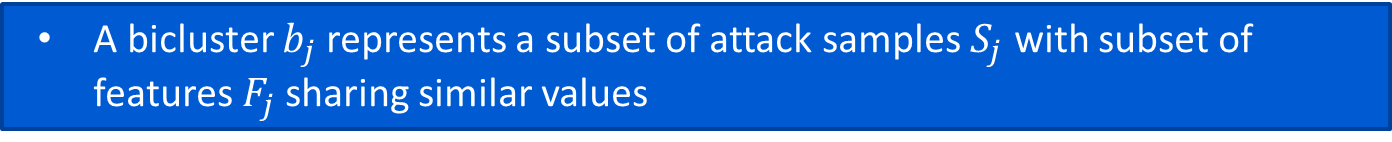 • A bicluster 𝑏𝑗 represents a subset of attack samples 𝑆𝑗 with subset of
features 𝐹𝑗 sharing similar values